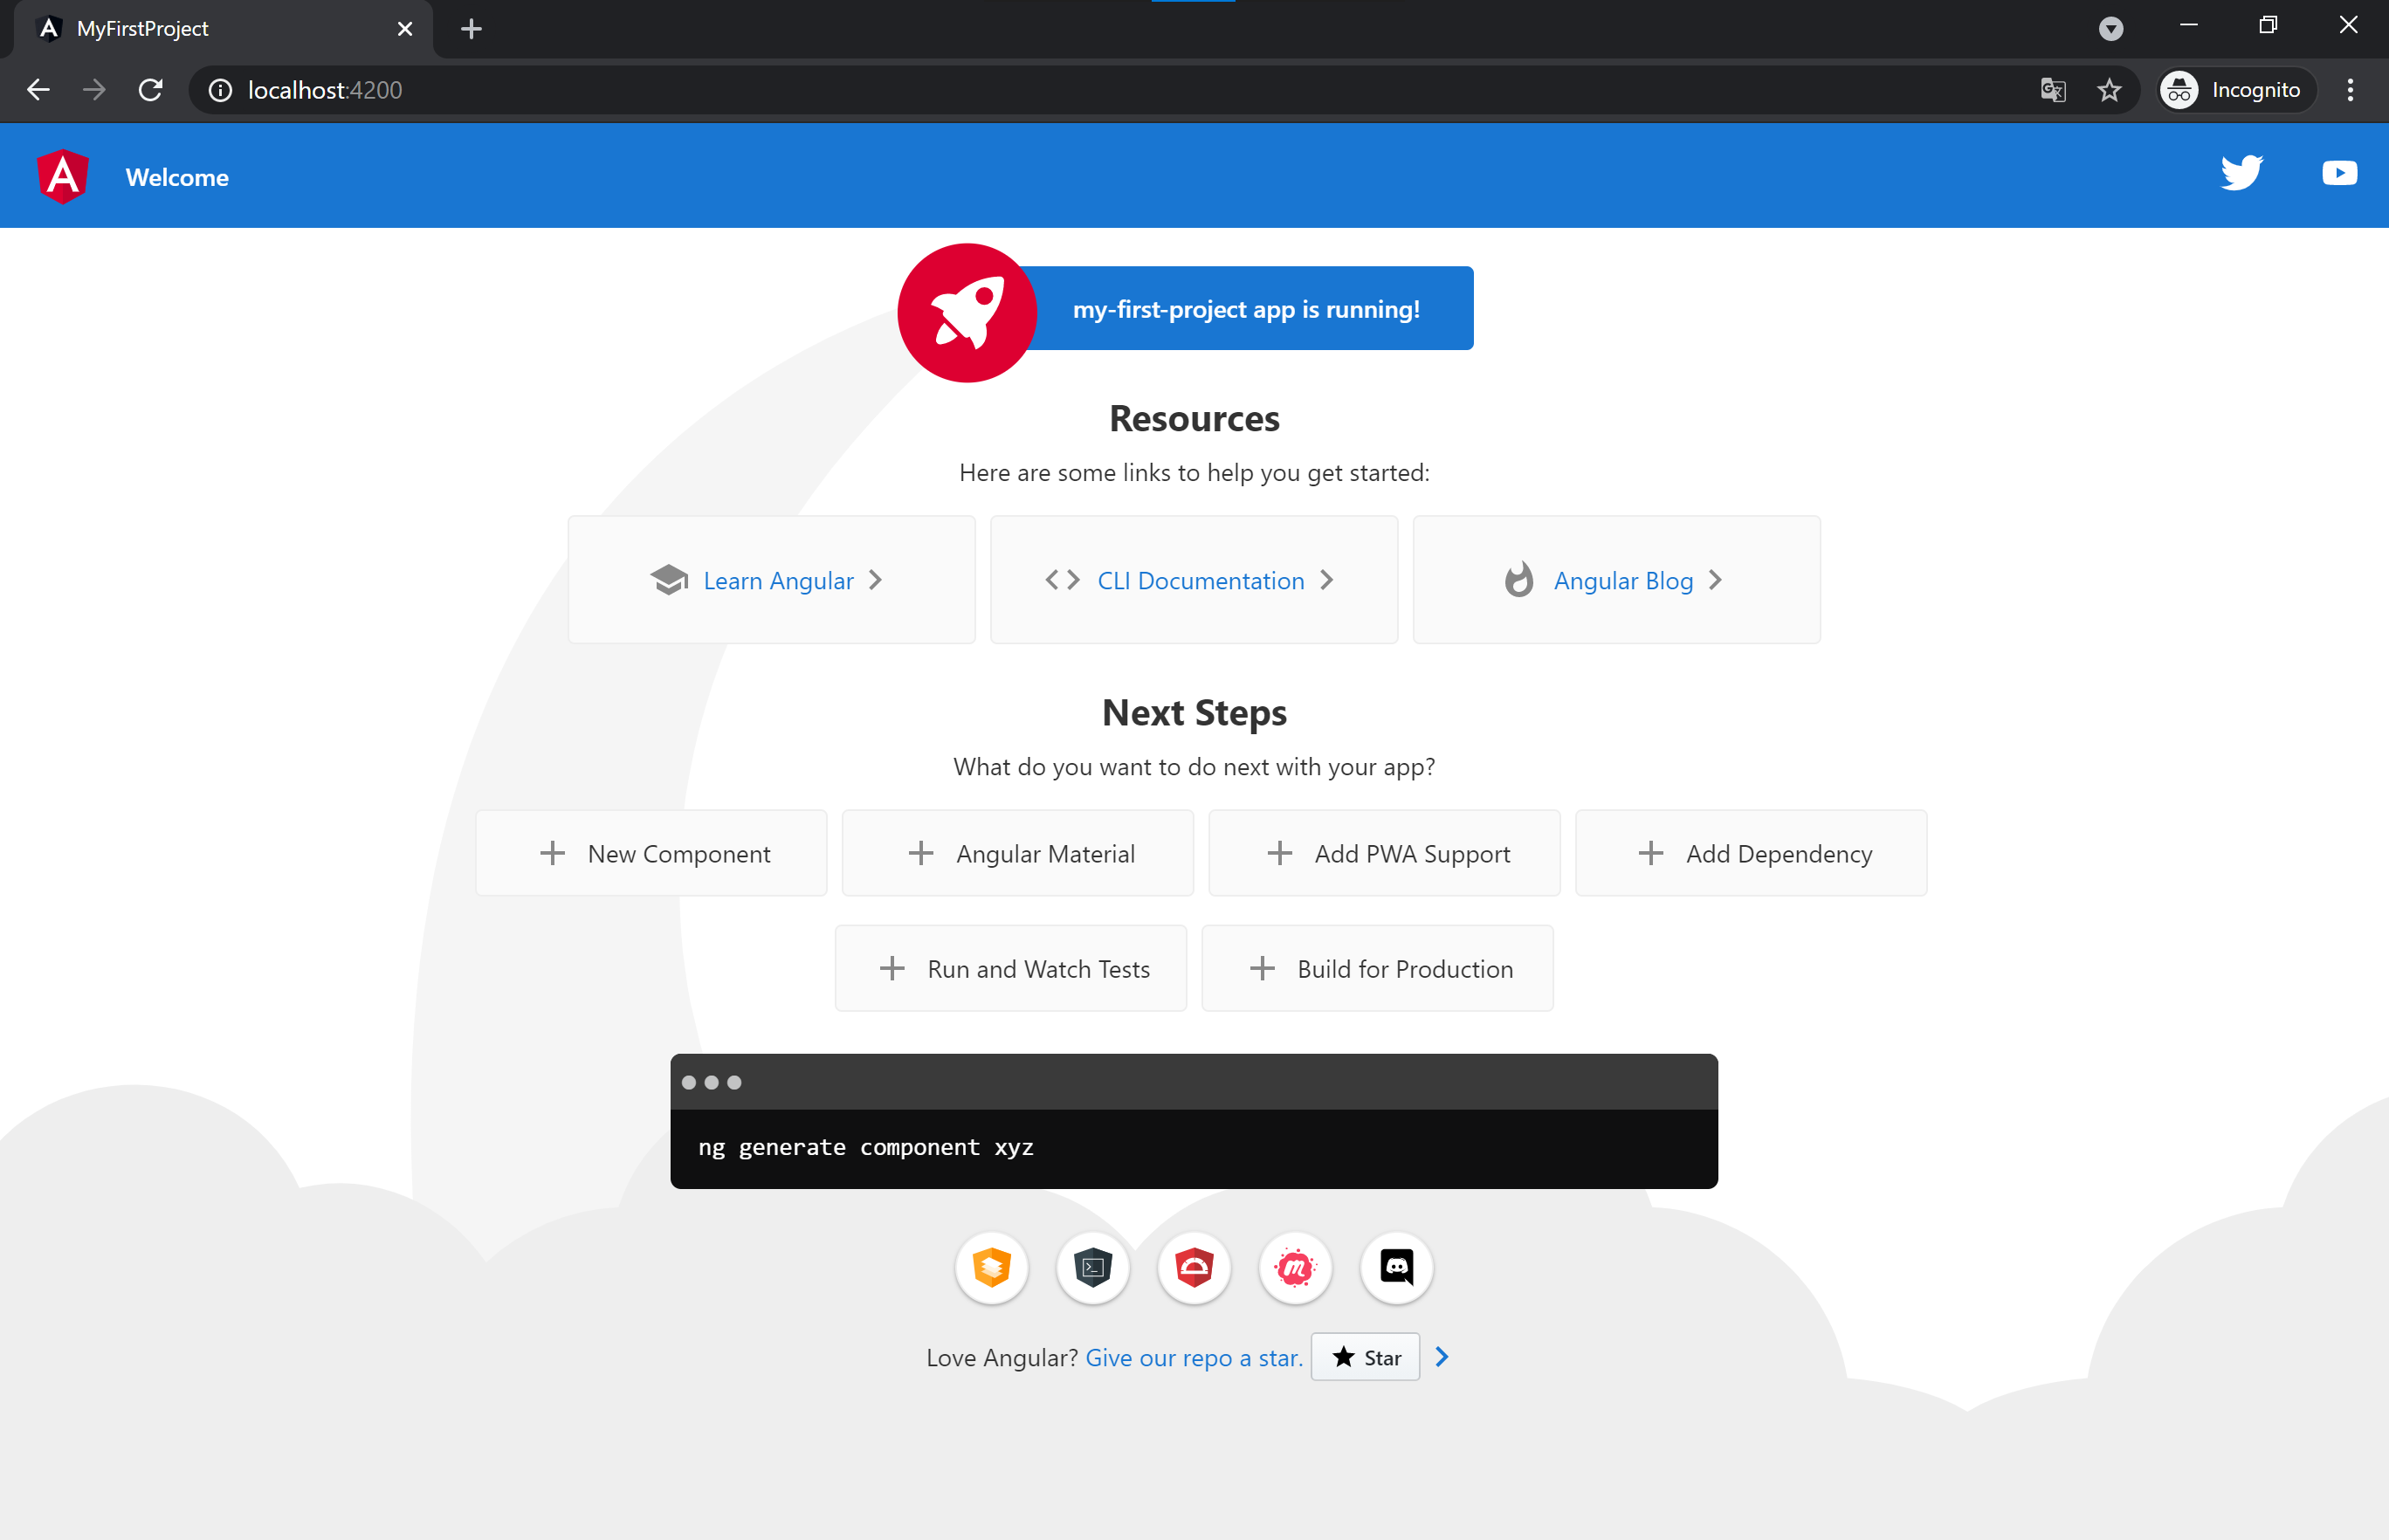 MyFirstProject
localhost:4200
Incognito
Welcome
my-first-project app is running!
Resources
Here are some links to help you get started:
Learn Angular
CLI Documentation
Angular Blog
Next Steps
What do you want to do next with your app?
New Component
Angular Material
Add PWA Support
Add Dependency
Run and Watch Tests
Build for Production
ng generate component xyz
Love Angular? Give our repo a star. Star